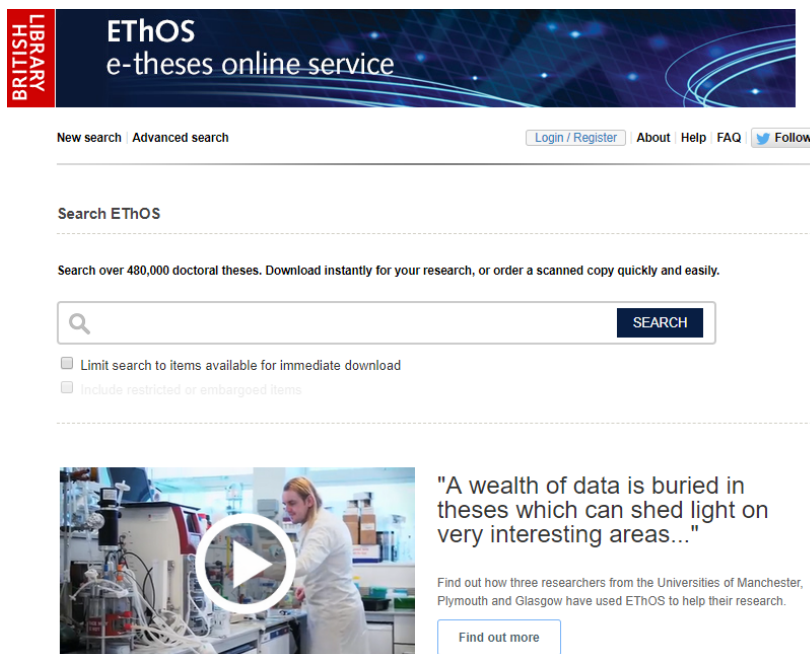 BRITISH
LIBRARY
EThOS
e-theses online service
New search Advanced search Login / Register About Help FAQ Follow
Search EThOS
Search over 480,000 doctoral theses. Download instantly for your research, or order a scanned copy quickly and easily.
SEARCH
Limit search to items available for immediate download
Include restricted or embargoed items
"A wealth of data is buried in
theses which can shed light on
very interesting areas..."
Find out how three researchers from the Universities of Manchester,
Plymouth and Glasgow have used EThOS to help their research.
Find out more